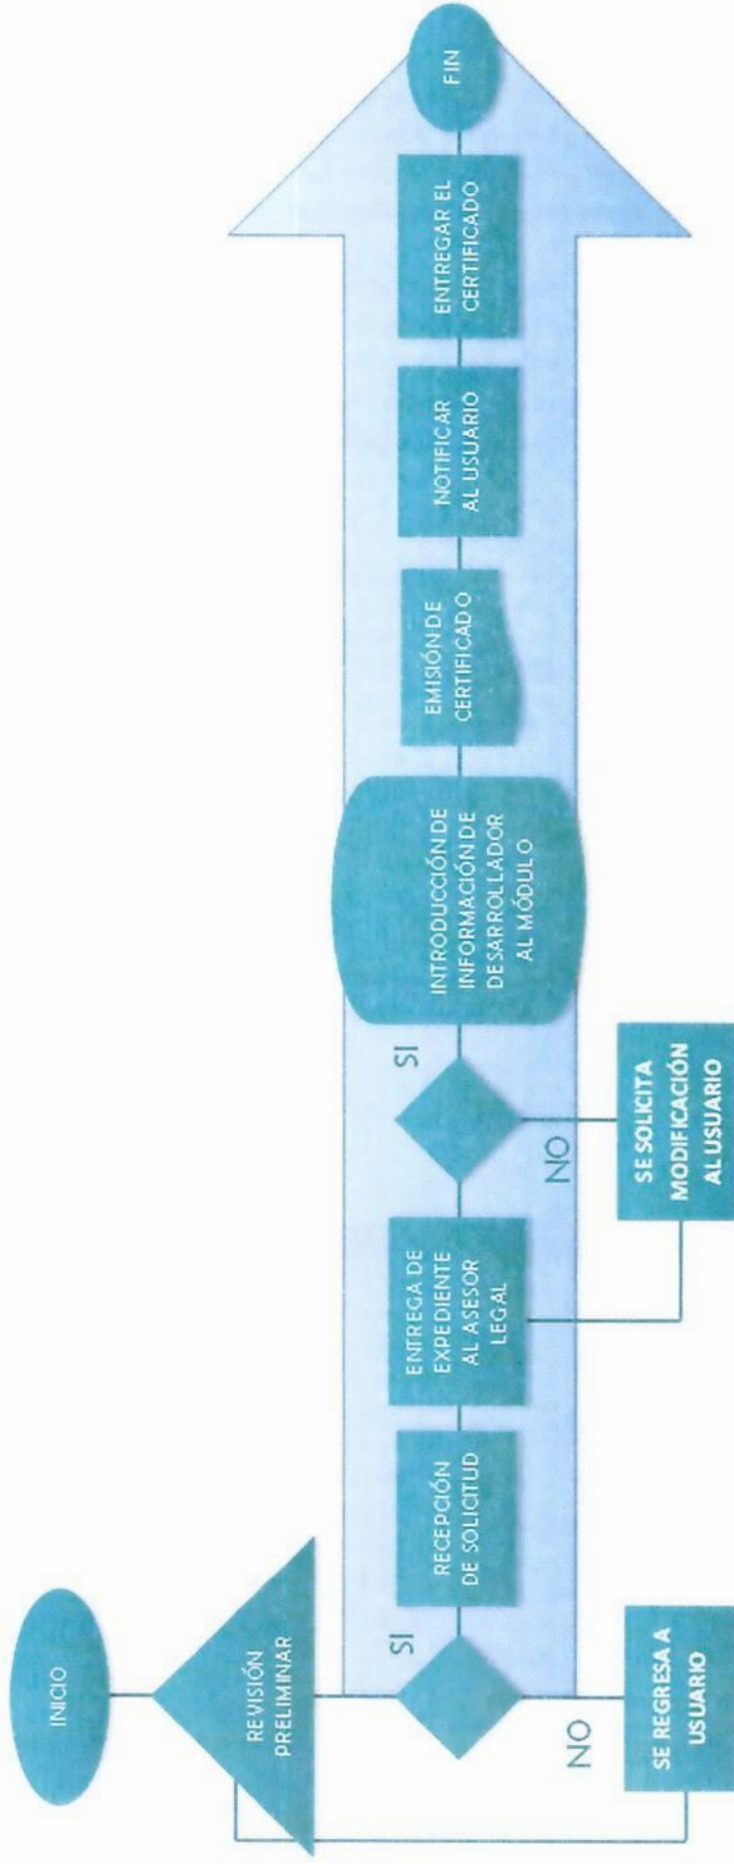 INICIO
REVISIÓN
PRELIMINAR
SI
NO
SE REGRESA A
USUARIO
RECEPCIÓN
DE SOLICITUD
ENTREGA DE
EXPEDIENTE
AL ASESOR
LEGAL
SI
NO
SE SOLICITA
MODIFICACIÓN
AL USUARIO
INTRODUCCIÓN DE
INFORMACIÓN DE
DESARROLLADOR
AL MÓDULO
EMISIÓN DE
CERTIFICADO
NOTIFICAR
AL USUARIO
ENTREGAR EL
CERTIFICADO
FIN